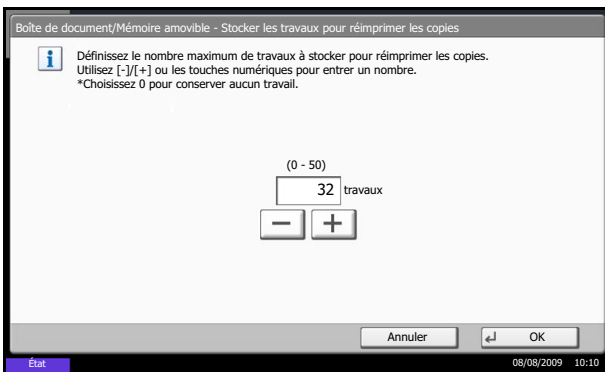 Boîte de document/Mémoire amovible - Stocker les travaux pour réimprimer les copies
Définissez le nombre maximum de travaux à stocker pour réimprimer les copies.
Utilisez [-]/[+] ou les touches numériques pour entrer un nombre.
*Choisissez 0 pour conserver aucun travail.
(0 - 50)
32 travaux
Annuler OK
État 08/08/2009 10:10